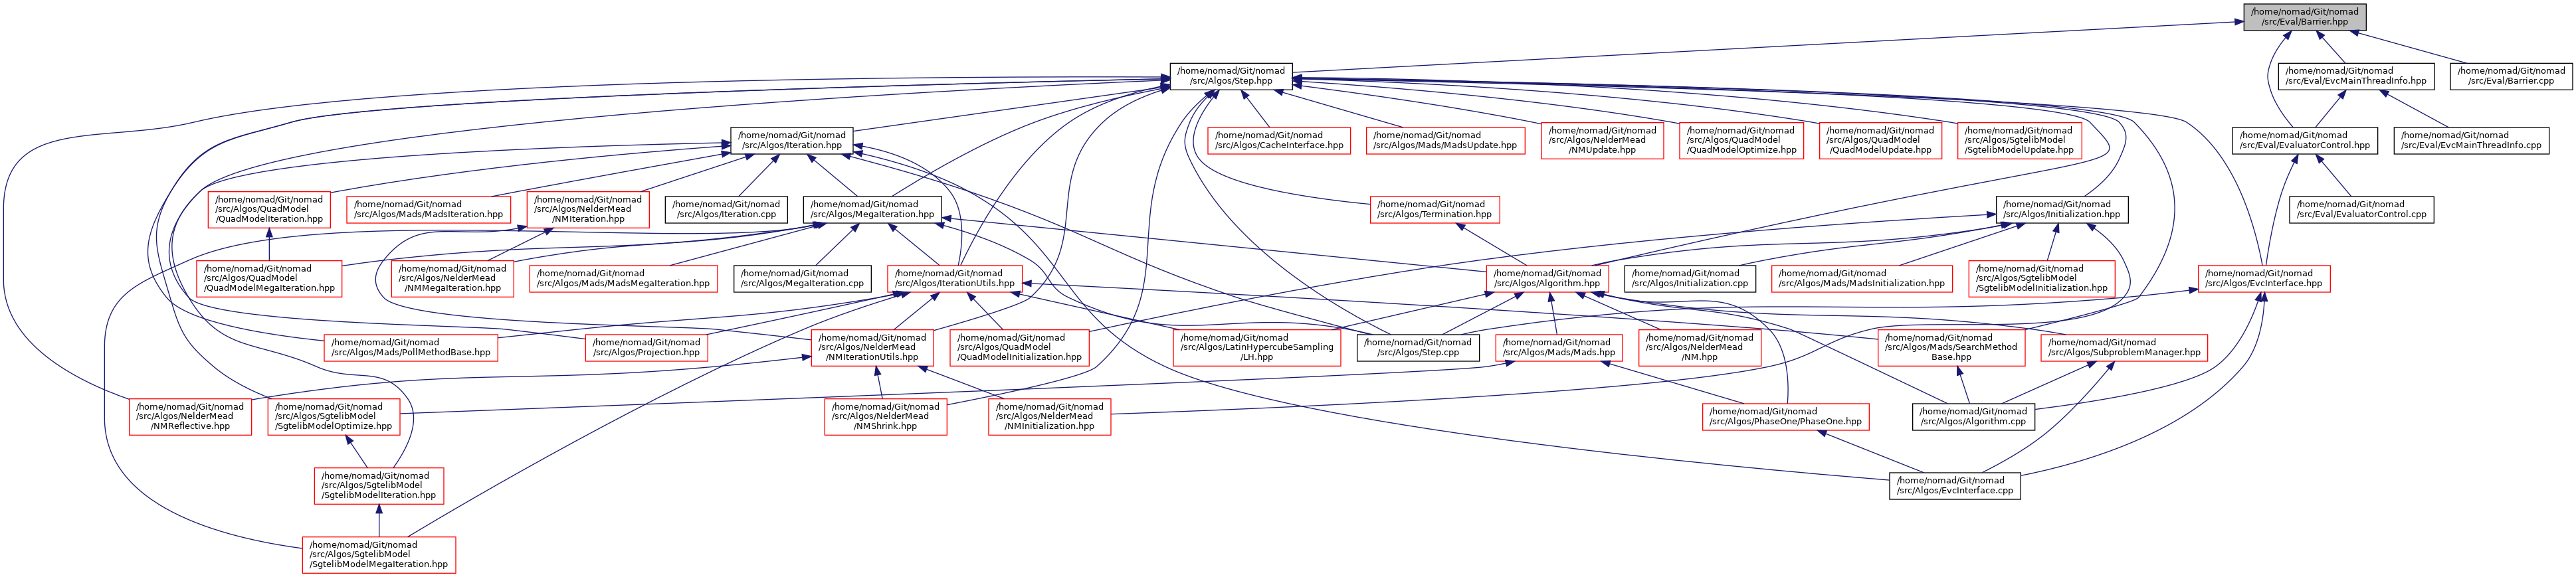 /home/nomad/Git/nomad
/src/Eval/Barrier.hpp
/home/nomad/Git/nomad
/src/Algos/Step.hpp
/home/nomad/Git/nomad
/src/Eval/EvcMainThreadInfo.hpp
/home/nomad/Git/nomad
/src/Eval/Barrier.cpp
/home/nomad/Git/nomad
/src/Algos/Iteration.hpp
/home/nomad/Git/nomad
/src/Algos/CacheInterface.hpp
/home/nomad/Git/nomad
/src/Algos/Mads/MadsUpdate.hpp
/home/nomad/Git/nomad
/src/Algos/NelderMead
/NMUpdate.hpp
/home/nomad/Git/nomad
/src/Algos/QuadModel
/QuadModelOptimize.hpp
/home/nomad/Git/nomad
/src/Algos/QuadModel
/QuadModelUpdate.hpp
/home/nomad/Git/nomad
/src/Algos/SgtelibModel
/SgtelibModelUpdate.hpp
/home/nomad/Git/nomad
/src/Eval/EvaluatorControl.hpp
/home/nomad/Git/nomad
/src/Eval/EvcMainThreadInfo.cpp
/home/nomad/Git/nomad
/src/Algos/QuadModel
/QuadModelIteration.hpp
/home/nomad/Git/nomad
/src/Algos/Mads/MadsIteration.hpp
/home/nomad/Git/nomad
/src/Algos/NelderMead
/NMIteration.hpp
/home/nomad/Git/nomad
/src/Algos/Iteration.cpp
/home/nomad/Git/nomad
/src/Algos/MegaIteration.hpp
/home/nomad/Git/nomad
/src/Algos/Termination.hpp
/home/nomad/Git/nomad
/src/Algos/Initialization.hpp
/home/nomad/Git/nomad
/src/Eval/EvaluatorControl.cpp
/home/nomad/Git/nomad
/src/Algos/QuadModel
/QuadModelMegaIteration.hpp
/home/nomad/Git/nomad
/src/Algos/NelderMead
/NMMegaIteration.hpp
/home/nomad/Git/nomad
/src/Algos/Mads/MadsMegaIteration.hpp
/home/nomad/Git/nomad
/src/Algos/MegaIteration.cpp
/home/nomad/Git/nomad
/src/Algos/IterationUtils.hpp
/home/nomad/Git/nomad
/src/Algos/Algorithm.hpp
/home/nomad/Git/nomad
/src/Algos/Initialization.cpp
/home/nomad/Git/nomad
/src/Algos/Mads/MadsInitialization.hpp
/home/nomad/Git/nomad
/src/Algos/SgtelibModel
/SgtelibModelInitialization.hpp
/home/nomad/Git/nomad
/src/Algos/EvcInterface.hpp
/home/nomad/Git/nomad
/src/Algos/Mads/PollMethodBase.hpp
/home/nomad/Git/nomad
/src/Algos/Projection.hpp
/home/nomad/Git/nomad
/src/Algos/NelderMead
/NMIterationUtils.hpp
/home/nomad/Git/nomad
/src/Algos/QuadModel
/QuadModelInitialization.hpp
/home/nomad/Git/nomad
/src/Algos/LatinHypercubeSampling
/LH.hpp
/home/nomad/Git/nomad
/src/Algos/Step.cpp
/home/nomad/Git/nomad
/src/Algos/Mads/Mads.hpp
/home/nomad/Git/nomad
/src/Algos/NelderMead
/NM.hpp
/home/nomad/Git/nomad
/src/Algos/Mads/SearchMethod
Base.hpp
/home/nomad/Git/nomad
/src/Algos/SubproblemManager.hpp
/home/nomad/Git/nomad
/src/Algos/NelderMead
/NMReflective.hpp
/home/nomad/Git/nomad
/src/Algos/SgtelibModel
/SgtelibModelOptimize.hpp
/home/nomad/Git/nomad
/src/Algos/NelderMead
/NMShrink.hpp
/home/nomad/Git/nomad
/src/Algos/NelderMead
/NMInitialization.hpp
/home/nomad/Git/nomad
/src/Algos/PhaseOne/PhaseOne.hpp
/home/nomad/Git/nomad
/src/Algos/Algorithm.cpp
/home/nomad/Git/nomad
/src/Algos/SgtelibModel
/SgtelibModelIteration.hpp
/home/nomad/Git/nomad
/src/Algos/EvcInterface.cpp
/home/nomad/Git/nomad
/src/Algos/SgtelibModel
/SgtelibModelMegaIteration.hpp